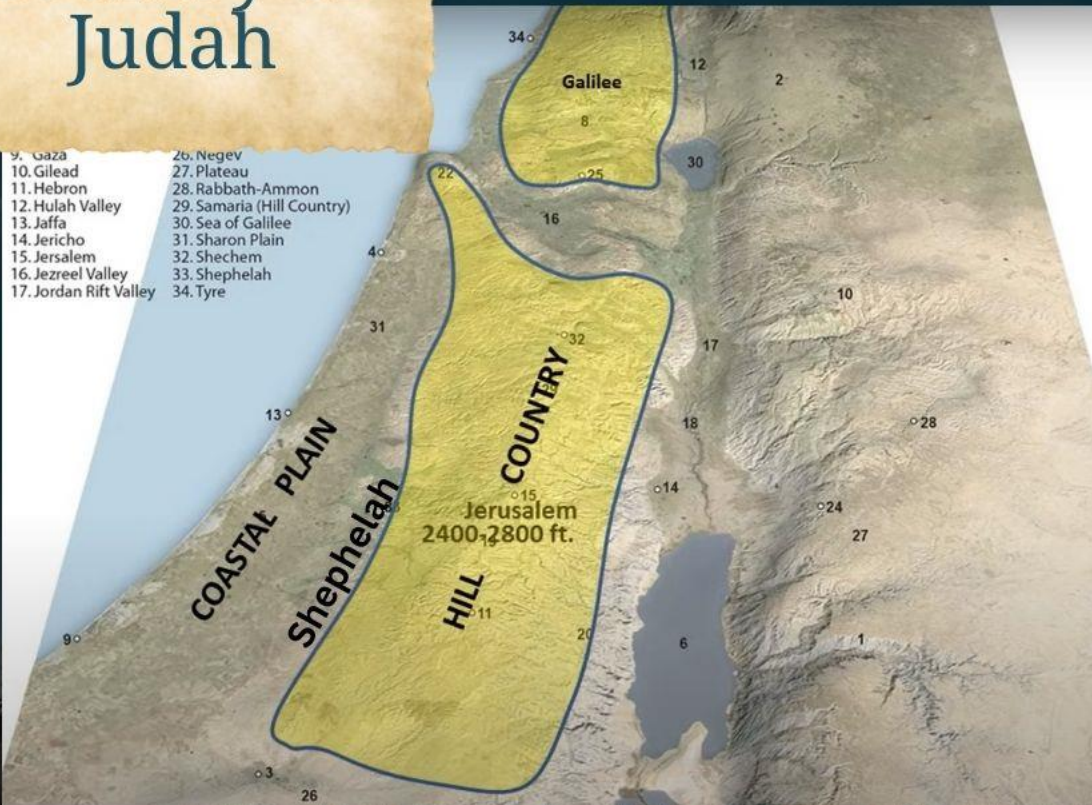 Judah
9. Gaza
10. Gilead
11. Hebron
12. Hulah Valley
13. Jaffa
14. Jericho
15. Jersalem
16. Jezreel Valley
17. Jordan Rift Valley
26. Negev
27. Plateau
28. Rabbath-Ammon
29. Samaria (Hill Country)
30. Sea of Galilee
31. Sharon Plain
32. Shechem
33. Shephelah
34. Tyre
34
12
2
Galilee
8
30
25
22
16
4
10
31
32
17
COUNTRY
13
18
28
COASTAL PLAIN
Shephelah
15
14
Jerusalem
24
2400-2800 ft.
27
HILL
11
20
9
6
1
3
26